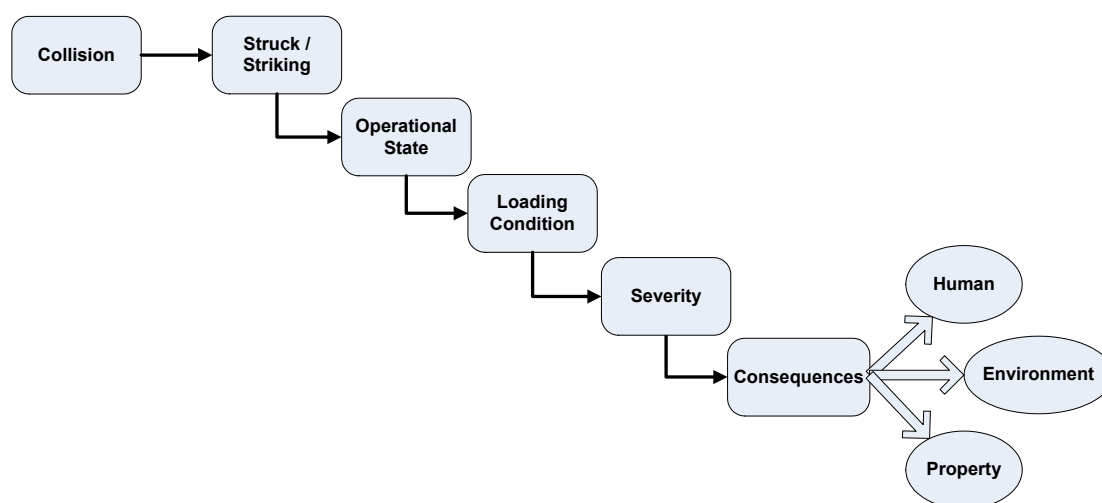 Collision
Struck /
Striking
Operational
State
Loading
Condition
Severity
Human
Consequences
Environment
Property